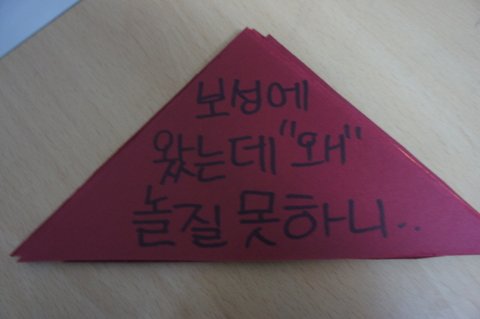 보성에
왔는데 "왜"
놀질 못하니..